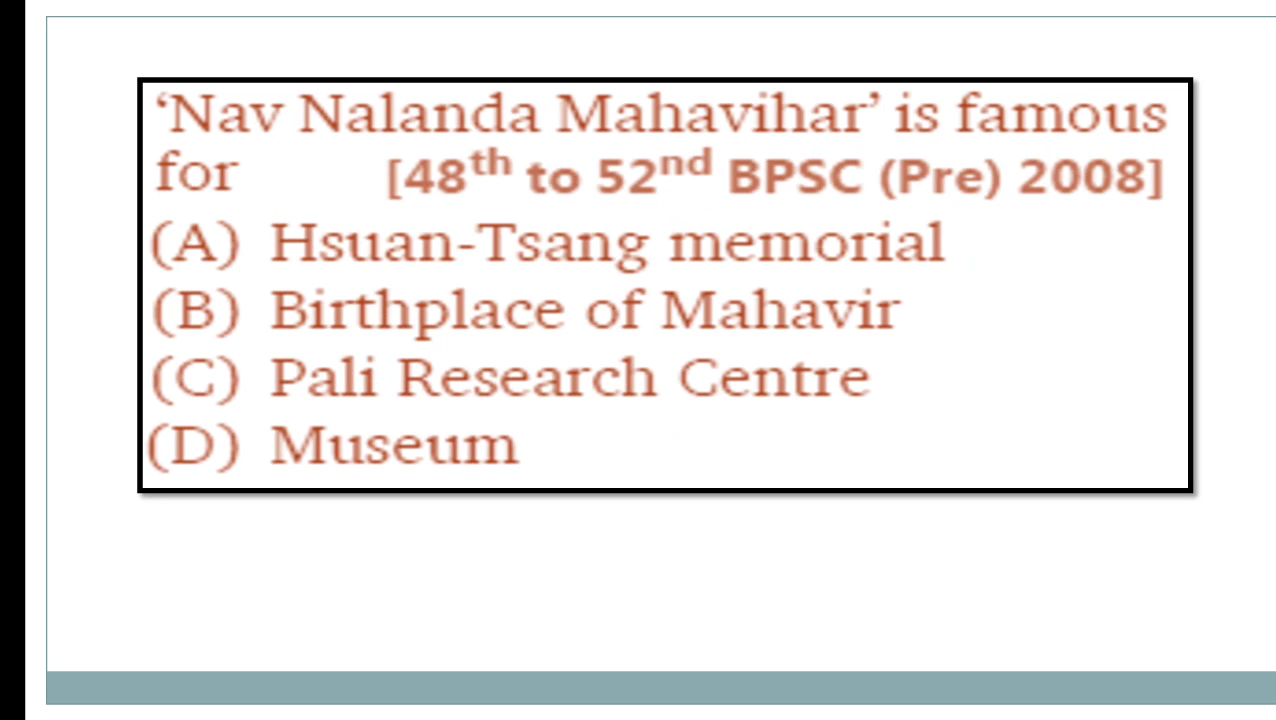 ‘Nav Nalanda Mahavihar’ is famous
for [48th to 52nd BPSC (Pre) 2008]
(A) Hsuan-Tsang memorial
(B) Birthplace of Mahavir
(C) Pali Research Centre
(D) Museum